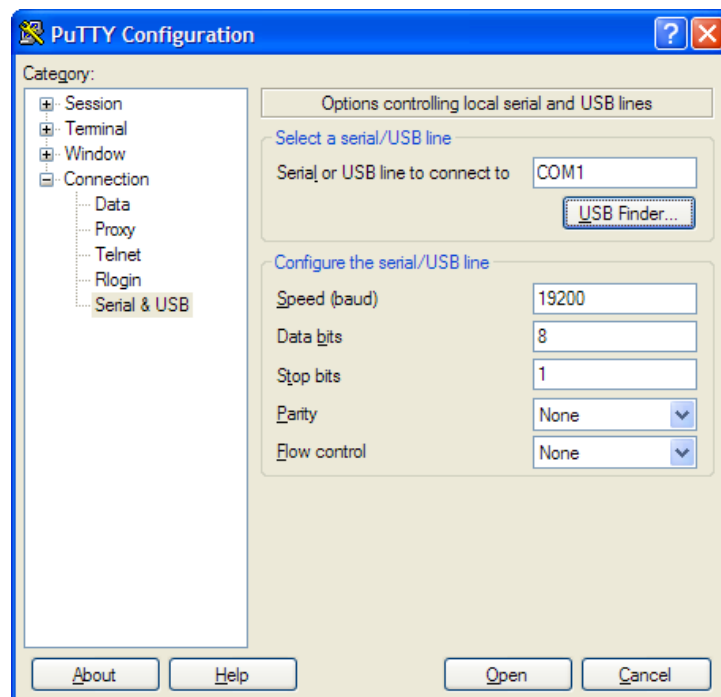 PuTTY Configuration
Category:
Session
Terminal
Window
Connection
Data
Proxy
Telnet
Rlogin
Serial & USB
Options controlling local serial and USB lines
Select a serial/USB line
Serial or USB line to connect to COM1
USB Finder...
Configure the serial/USB line
Speed (baud) 19200
Data bits 8
Stop bits 1
Parity None
Flow control None
About Help Open Cancel